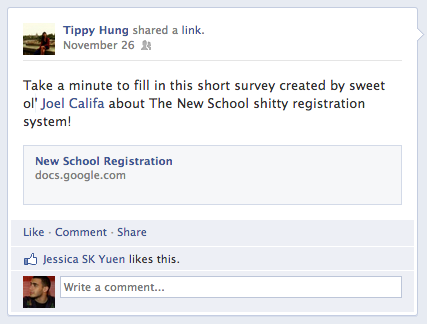 Tippy Hung shared a link.
November 26
Take a minute to fill in this short survey created by sweet
ol' Joel Califa about The New School shitty registration
system!
New School Registration
docs.google.com
Like · Comment · Share
Jessica SK Yuen likes this.
Write a comment...